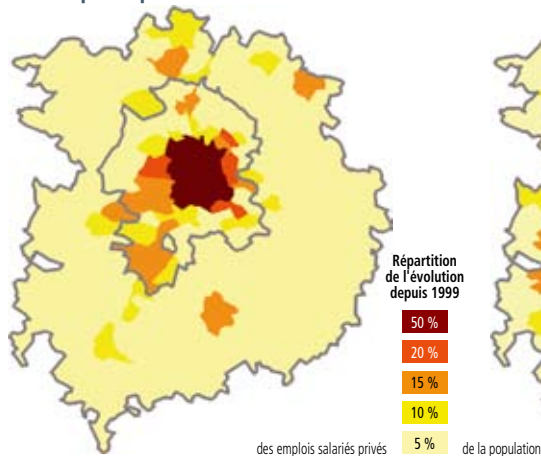 Répartition
de l'évolution
depuis 1999
50 %
20 %
15 %
10 %
des emplois salariés privés 5 % de la population